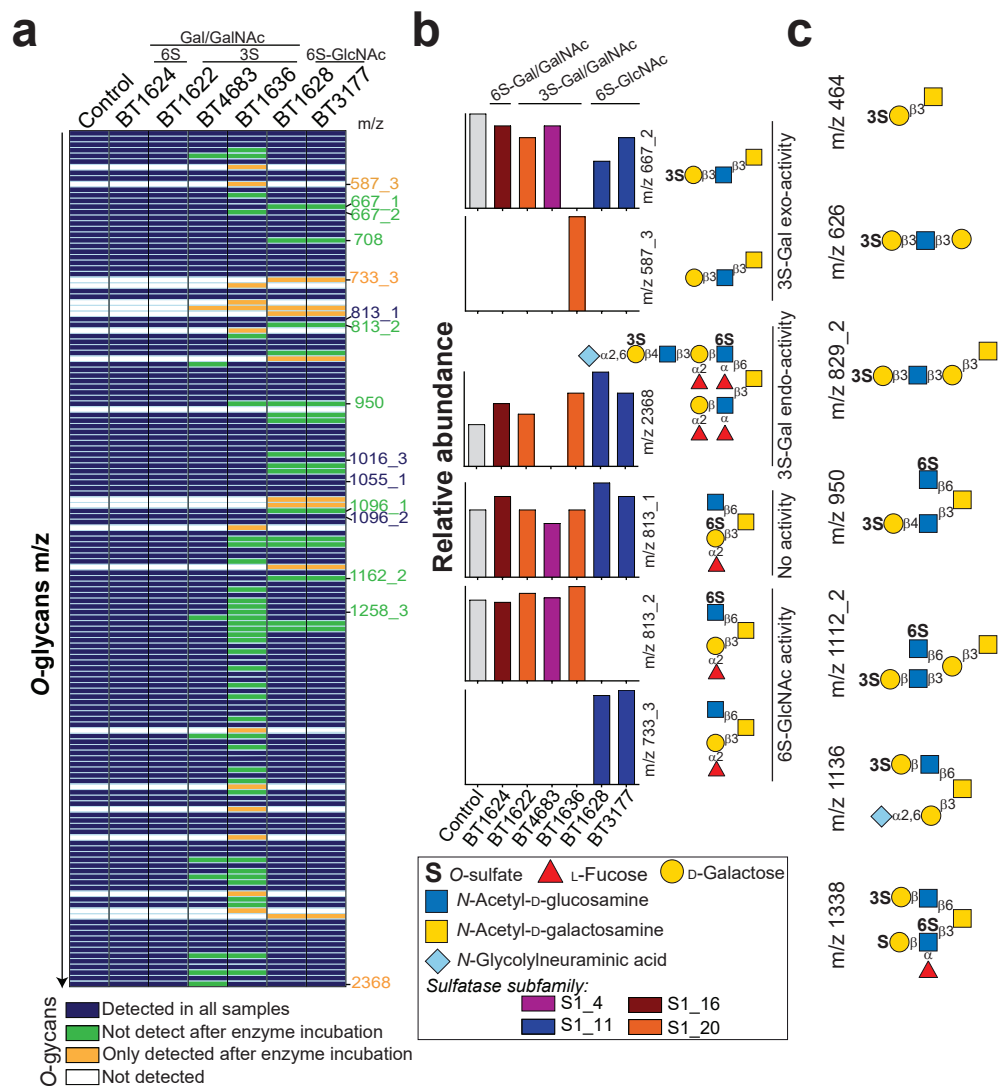 a
Gal/GalNAc
6S
3S
6S-GlcNAc
Control
BT1624
BT1622
BT4683
BT1636
BT1628
BT3177
m/z
O-glycans m/z
587_3
667_1
667_2
708
733_3
813_1
813_2
950
1016_3
1055_1
1096_1
1096_2
1162_2
1258_3
2368
O-gycans
Detected in all samples
Not detect after enzyme incubation
Only detected after enzyme incubation
Not detected
b
6S-Gal/GalNAc
3S-Gal/GalNAc
6S-GlcNAc
Relative abundance
m/z 667_2
3S β3 β3
m/z 587_3
β3 β3
3S-Gal exo-activity
m/z 2368
3S 6S
α2,6 β4 β3 β β6
α2 α
β3
β
α2 α
3S-Gal endo-activity
m/z 813_1
β6
6S
β3
α2
No activity
m/z 813_2
6S
β6
β3
α2
m/z 733_3
β6
β3
α2
6S-GlcNAc activity
Control
BT1624
BT1622
BT4683
BT1636
BT1628
BT3177
S O-sulfate L-Fucose D-Galactose
N-Acetyl-D-glucosamine
N-Acetyl-D-galactosamine
N-Glycolylneuraminic acid
Sulfatase subfamily:
S1_4 S1_16
S1_11 S1_20
c
m/z 464
3S β3
m/z 626
3S β3 β3
m/z 829_2
β3
3S β3 β3
m/z 950
6S
β6
β3
3S β4
m/z 1112_2
6S
β6 β3
3S β β3
m/z 1136
3S β β6
β3
α2,6
m/z 1338
3S β β6
6S
β3
S β
α